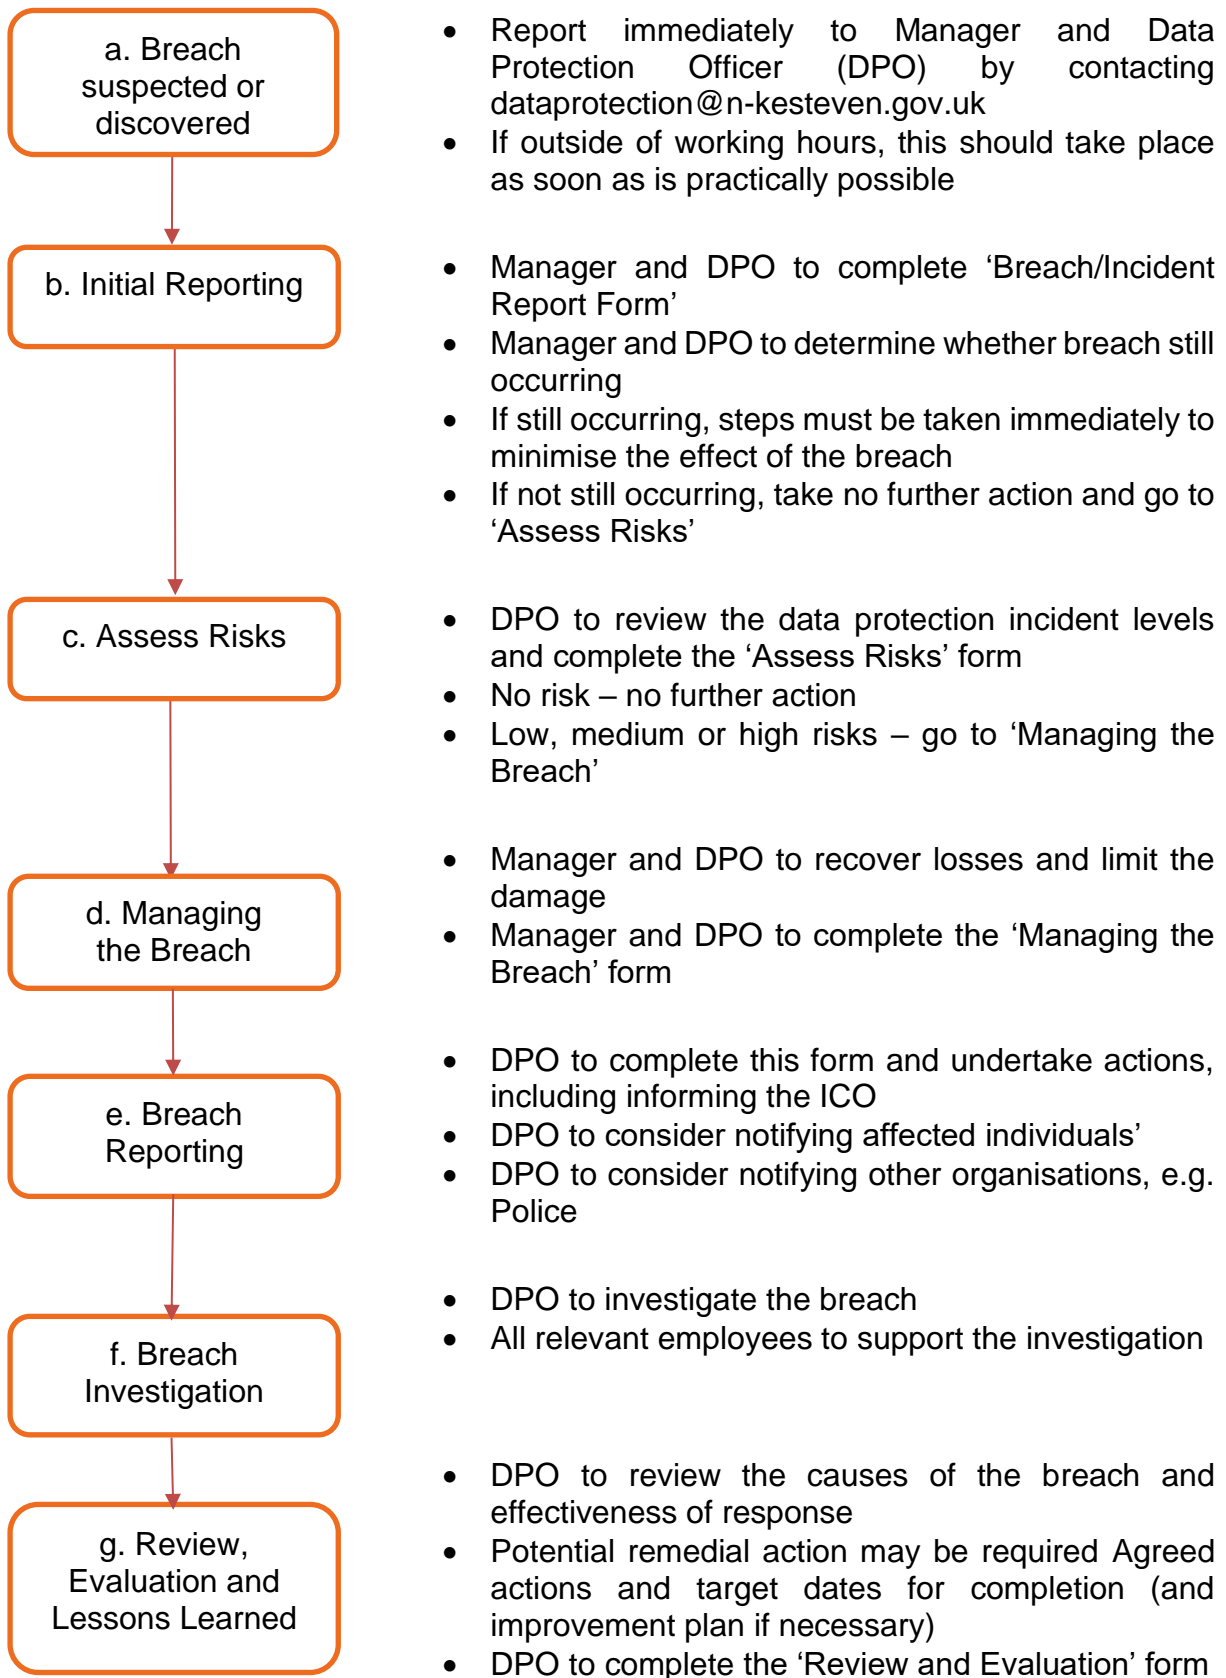 a. Breach
suspected or
discovered
• Report immediately to Manager and Data
Protection Officer (DPO) by contacting
dataprotection@n-kesteven.gov.uk
• If outside of working hours, this should take place
as soon as is practically possible
b. Initial Reporting
• Manager and DPO to complete ‘Breach/Incident
Report Form’
• Manager and DPO to determine whether breach still
occurring
• If still occurring, steps must be taken immediately to
minimise the effect of the breach
• If not still occurring, take no further action and go to
‘Assess Risks’
c. Assess Risks
• DPO to review the data protection incident levels
and complete the ‘Assess Risks’ form
• No risk – no further action
• Low, medium or high risks – go to ‘Managing the
Breach’
d. Managing
the Breach
• Manager and DPO to recover losses and limit the
damage
• Manager and DPO to complete the ‘Managing the
Breach’ form
e. Breach
Reporting
• DPO to complete this form and undertake actions,
including informing the ICO
• DPO to consider notifying affected individuals’
• DPO to consider notifying other organisations, e.g.
Police
f. Breach
Investigation
• DPO to investigate the breach
• All relevant employees to support the investigation
g. Review,
Evaluation and
Lessons Learned
• DPO to review the causes of the breach and
effectiveness of response
• Potential remedial action may be required Agreed
actions and target dates for completion (and
improvement plan if necessary)
• DPO to complete the ‘Review and Evaluation’ form